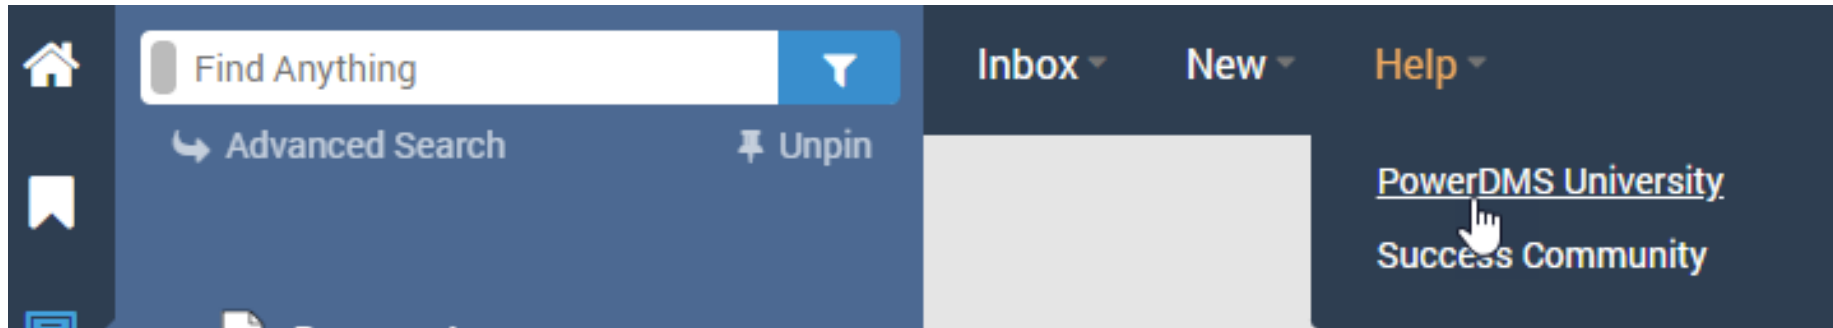 Find Anything
Inbox
New
Help
Advanced Search
Unpin
PowerDMS University
Success Community